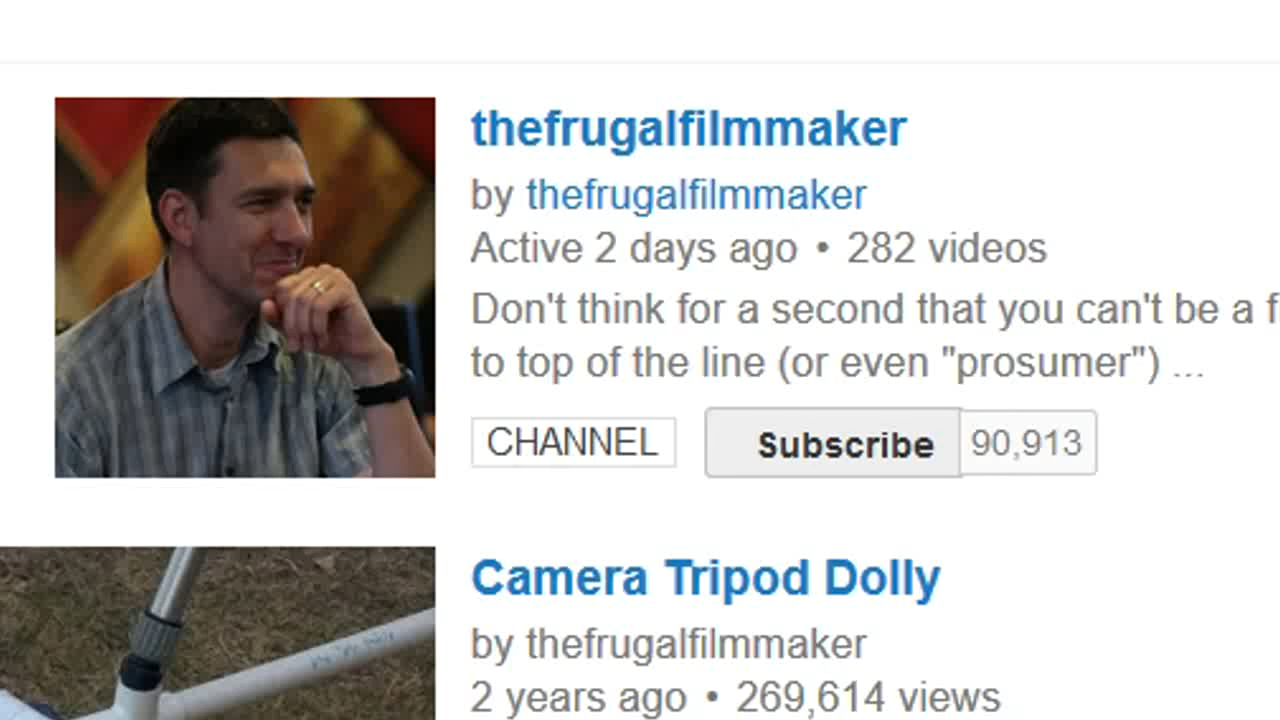 thefrugalfilmmaker
by thefrugalfilmmaker
Active 2 days ago • 282 videos
Don't think for a second that you can't be a f
to top of the line (or even "prosumer") ...
CHANNEL Subscribe 90,913
Camera Tripod Dolly
by thefrugalfilmmaker
2 years ago • 269,614 views